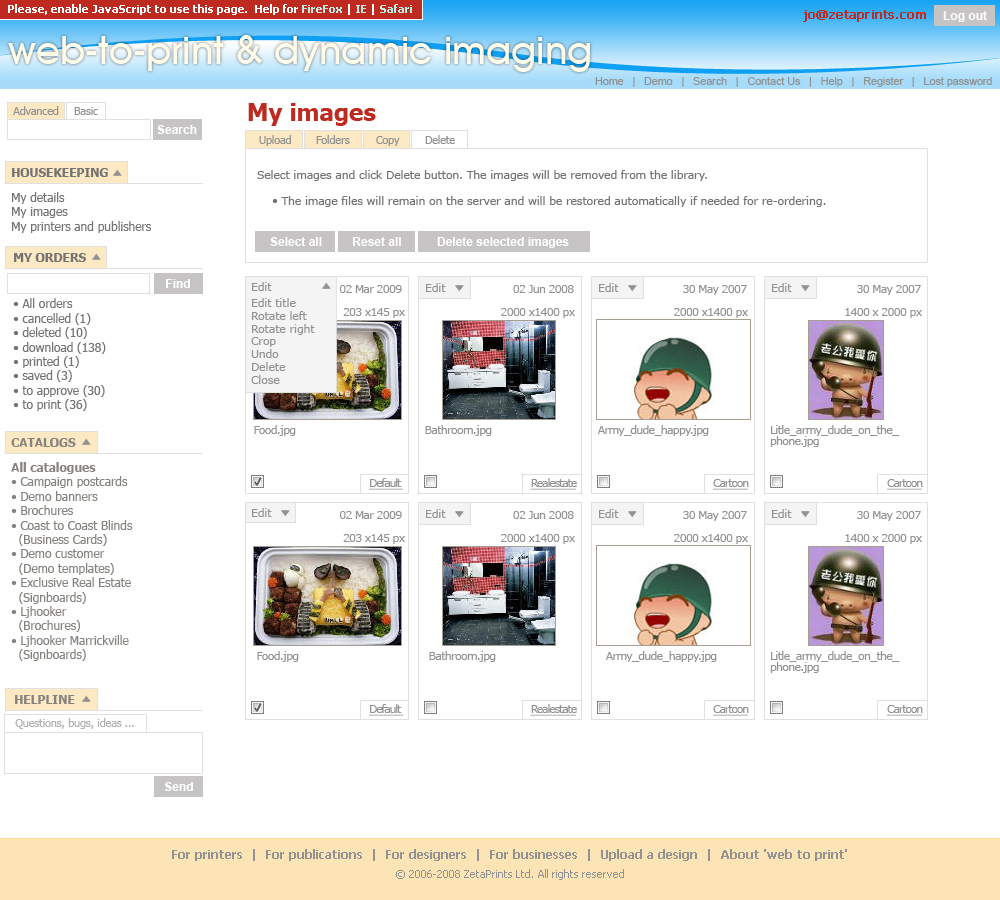 Please, enable JavaScript to use this page. Help for FireFox | IE | Safari
jo@zetaprints.com Log out
web-to-print & dynamic imaging
Home | Demo | Search | Contact Us | Help | Register | Lost password
Advanced Basic
Search
HOUSEKEEPING
My details
My images
My printers and publishers
MY ORDERS
Find
• All orders
• cancelled (1)
• deleted (10)
• download (138)
• printed (1)
• saved (3)
• to approve (30)
• to print (36)
CATALOGS
All catalogues
• Campaign postcards
• Demo banners
• Brochures
• Coast to Coast Blinds
(Business Cards)
• Demo customer
(Demo templates)
• Exclusive Real Estate
(Signboards)
• Ljhooker
(Brochures)
• Ljhooker Marrickville
(Signboards)
HELPLINE
Questions, bugs, ideas ...
Send
My images
Upload Folders Copy Delete
Select images and click Delete button. The images will be removed from the library.
• The image files will remain on the server and will be restored automatically if needed for re-ordering.
Select all Reset all Delete selected images
Edit 02 Mar 2009
Edit title
Rotate left
Rotate right
Crop
Undo
Delete
Close
203 x145 px
Food.jpg
Default
Edit 02 Jun 2008
2000 x1400 px
Bathroom.jpg
Realestate
Edit 30 May 2007
2000 x1400 px
Army_dude_happy.jpg
Cartoon
Edit 30 May 2007
1400 x 2000 px
老公我愛你
Litle_army_dude_on_the_
phone.jpg
Cartoon
Edit 02 Mar 2009
203 x145 px
Food.jpg
Default
Edit 02 Jun 2008
2000 x1400 px
Bathroom.jpg
Realestate
Edit 30 May 2007
2000 x1400 px
Army_dude_happy.jpg
Cartoon
Edit 30 May 2007
1400 x 2000 px
老公我愛你
Litle_army_dude_on_the_
phone.jpg
Cartoon
For printers | For publications | For designers | For businesses | Upload a design | About 'web to print'
© 2006-2008 ZetaPrints Ltd. All rights reserved